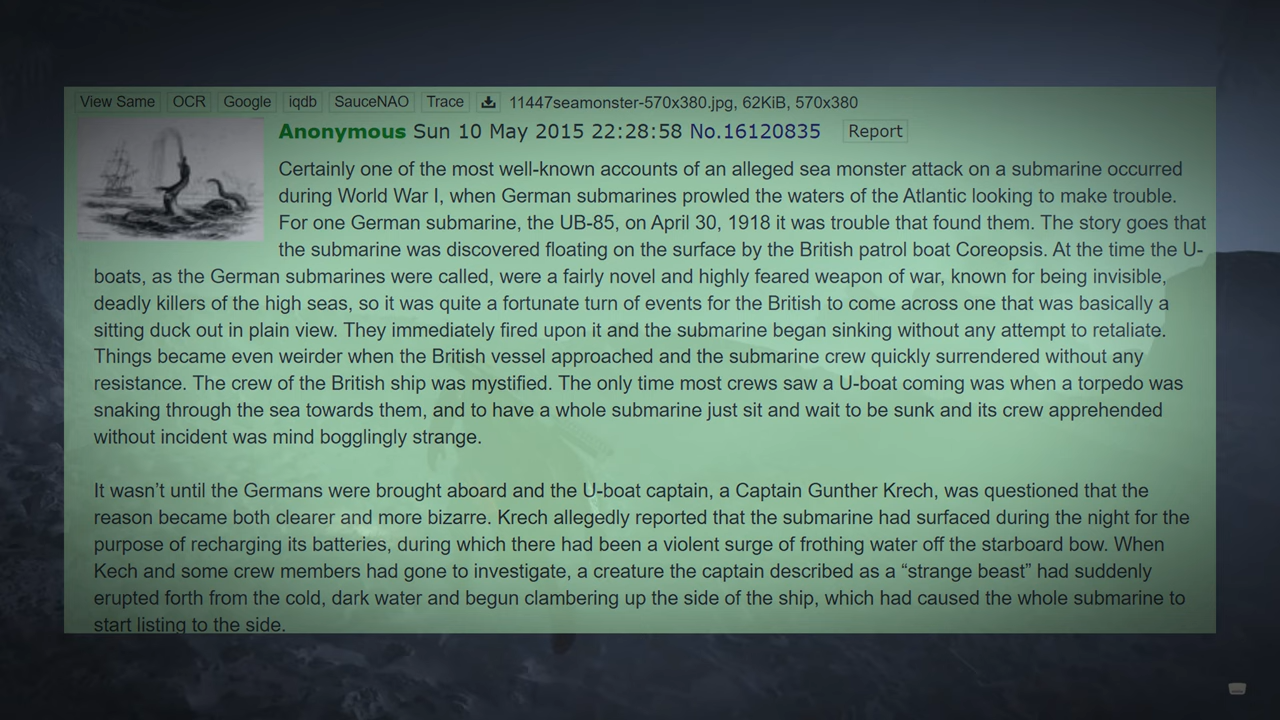 View Same OCR Google iqdb SauceNAO Trace 11447seamonster-570x380.jpg, 62KiB, 570x380
Anonymous Sun 10 May 2015 22:28:58 No.16120835 Report
Certainly one of the most well-known accounts of an alleged sea monster attack on a submarine occurred
during World War I, when German submarines prowled the waters of the Atlantic looking to make trouble.
For one German submarine, the UB-85, on April 30, 1918 it was trouble that found them. The story goes that
the submarine was discovered floating on the surface by the British patrol boat Coreopsis. At the time the U-
boats, as the German submarines were called, were a fairly novel and highly feared weapon of war, known for being invisible,
deadly killers of the high seas, so it was quite a fortunate turn of events for the British to come across one that was basically a
sitting duck out in plain view. They immediately fired upon it and the submarine began sinking without any attempt to retaliate.
Things became even weirder when the British vessel approached and the submarine crew quickly surrendered without any
resistance. The crew of the British ship was mystified. The only time most crews saw a U-boat coming was when a torpedo was
snaking through the sea towards them, and to have a whole submarine just sit and wait to be sunk and its crew apprehended
without incident was mind bogglingly strange.
It wasn’t until the Germans were brought aboard and the U-boat captain, a Captain Gunther Krech, was questioned that the
reason became both clearer and more bizarre. Krech allegedly reported that the submarine had surfaced during the night for the
purpose of recharging its batteries, during which there had been a violent surge of frothing water off the starboard bow. When
Kech and some crew members had gone to investigate, a creature the captain described as a “strange beast” had suddenly
erupted forth from the cold, dark water and begun clambering up the side of the ship, which had caused the whole submarine to
start listing to the side.